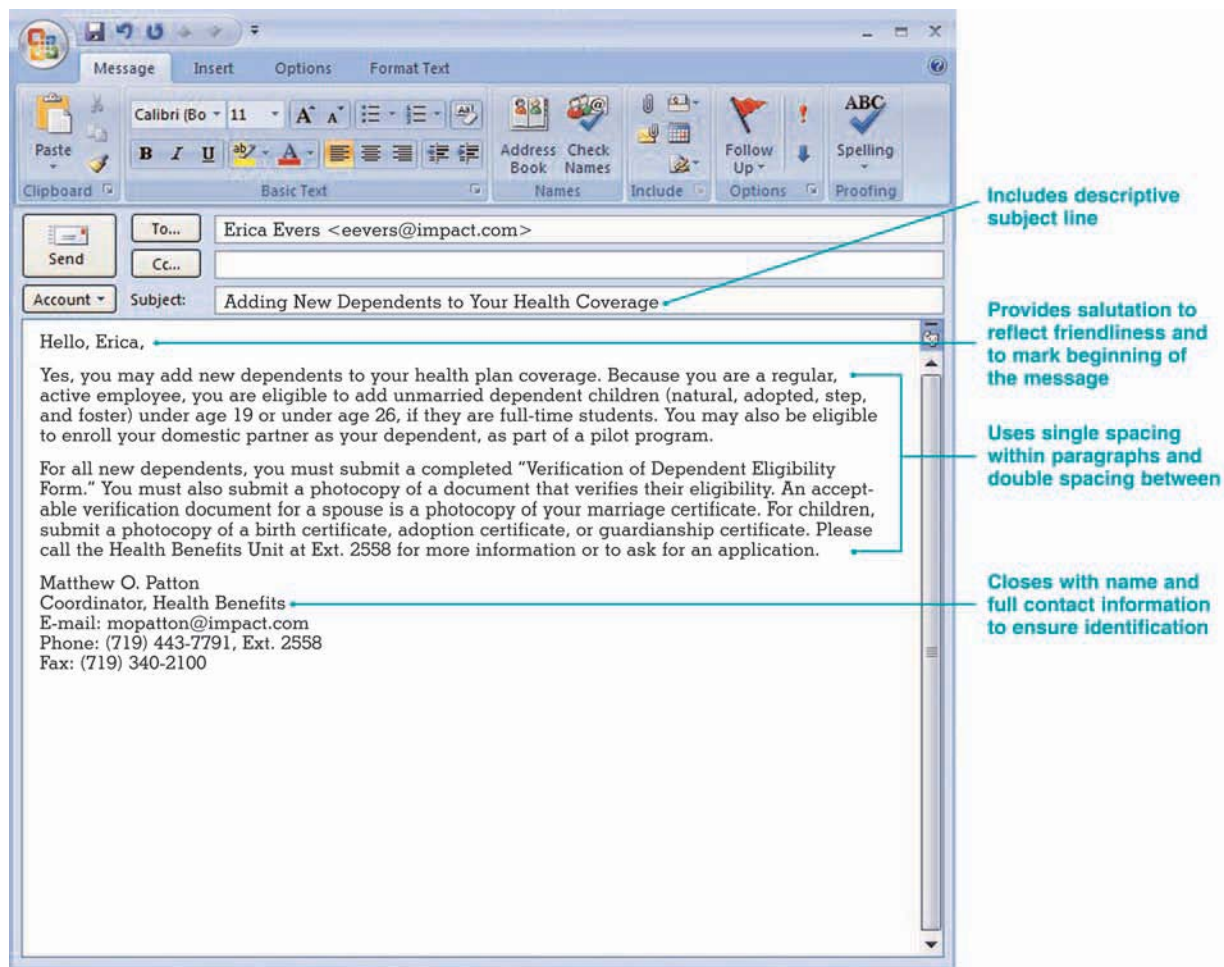 Message Insert Options Format Text
Calibri (Bo 11 A A ab
Paste B I U ab A Address Book Check Names Follow Up ! ABC Spelling
Clipboard Basic Text Names Include Options Proofing
Send
To... Erica Evers <eevers@impact.com>
Cc...
Account Subject: Adding New Dependents to Your Health Coverage
Hello, Erica,
Yes, you may add new dependents to your health plan coverage. Because you are a regular,
active employee, you are eligible to add unmarried dependent children (natural, adopted, step,
and foster) under age 19 or under age 26, if they are full-time students. You may also be eligible
to enroll your domestic partner as your dependent, as part of a pilot program.
For all new dependents, you must submit a completed "Verification of Dependent Eligibility
Form." You must also submit a photocopy of a document that verifies their eligibility. An accept-
able verification document for a spouse is a photocopy of your marriage certificate. For children,
submit a photocopy of a birth certificate, adoption certificate, or guardianship certificate. Please
call the Health Benefits Unit at Ext. 2558 for more information or to ask for an application.
Matthew O. Patton
Coordinator, Health Benefits
E-mail: mopatton@impact.com
Phone: (719) 443-7791, Ext. 2558
Fax: (719) 340-2100
Includes descriptive
subject line
Provides salutation to
reflect friendliness and
to mark beginning of
the message
Uses single spacing
within paragraphs and
double spacing between
Closes with name and
full contact information
to ensure identification